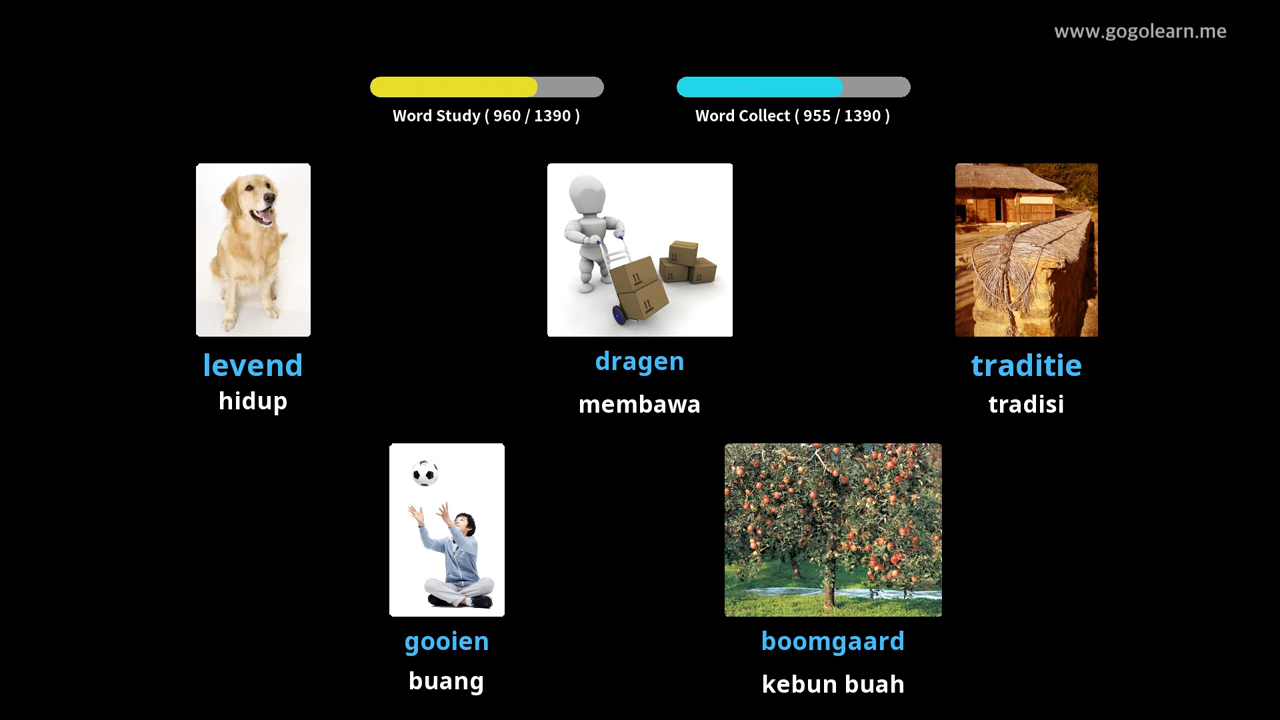 www.gogolearn.me
Word Study ( 960 / 1390 )
Word Collect ( 955 / 1390 )
levend
hidup
dragen
membawa
traditie
tradisi
gooien
buang
boomgaard
kebun buah